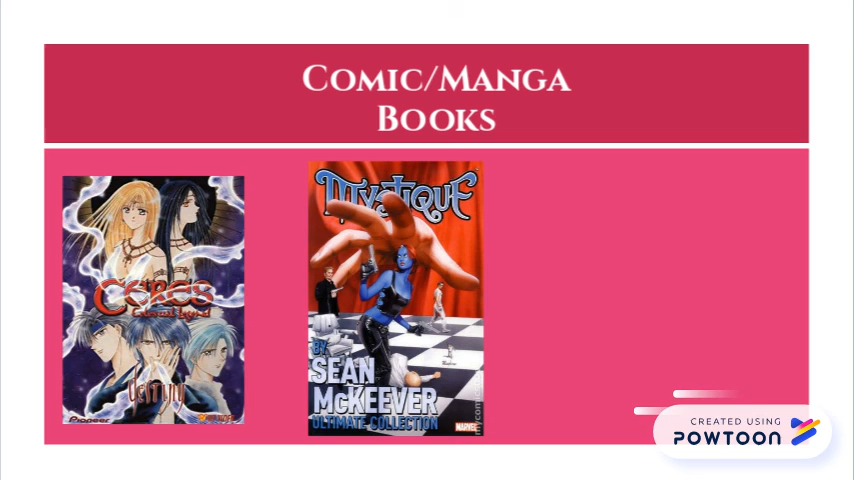 Comic/Manga
Books
CERES
Celestial Legend
destiny
Pioneer
MYSTIQUE
BY
SEAN
McKEEVER
ULTIMATE COLLECTION
MARVEL
CREATED USING
POWTOON